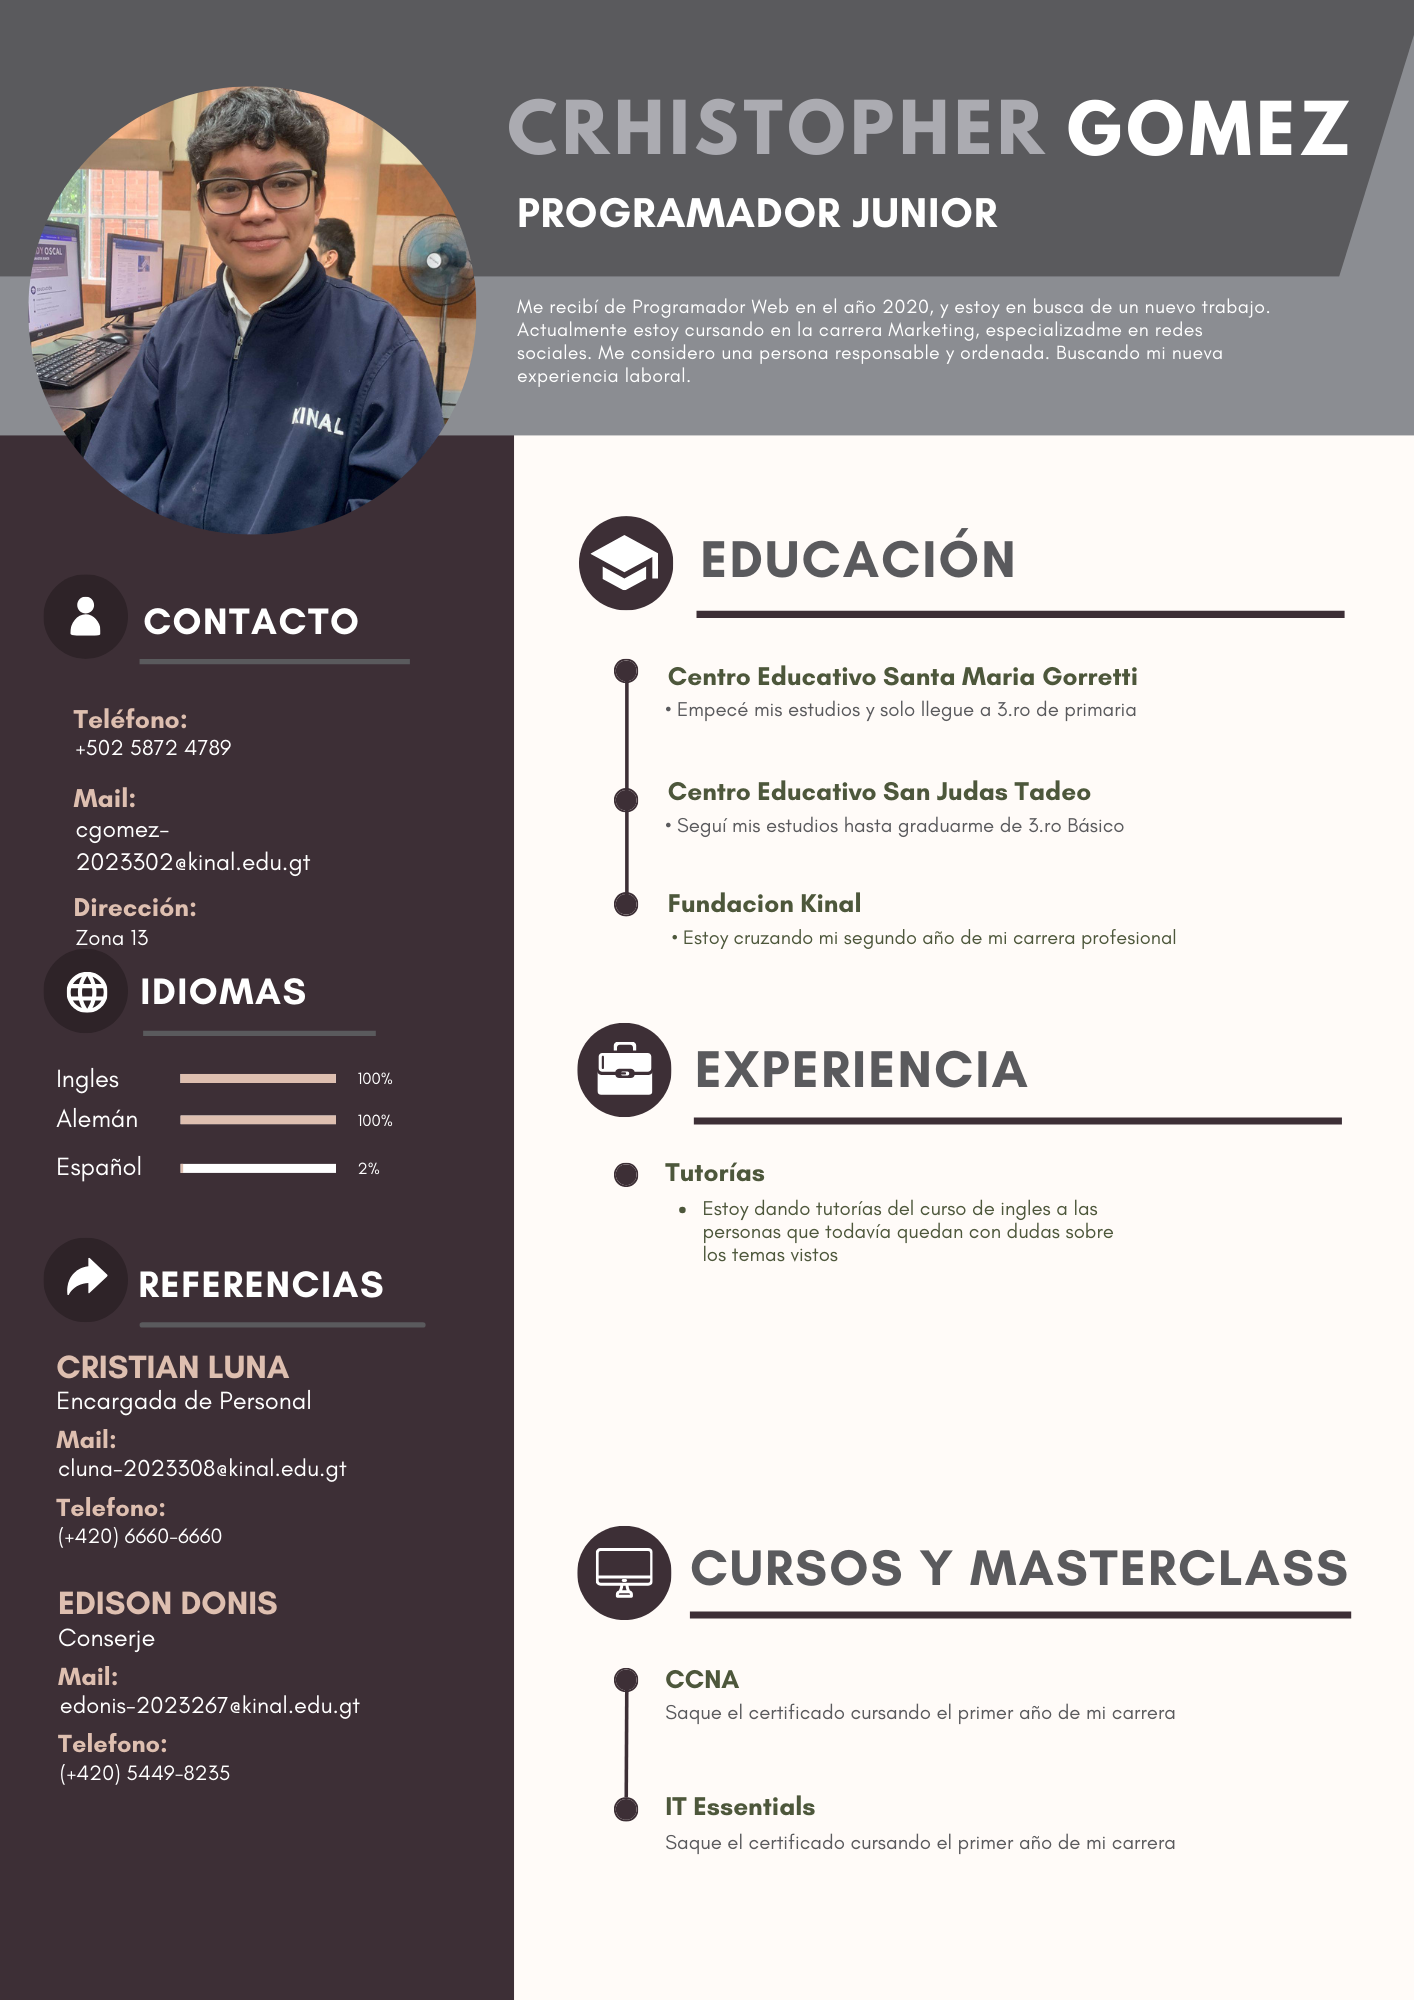 CRHISTOPHER GOMEZ
PROGRAMADOR JUNIOR
Me recibí de Programador Web en el año 2020, y estoy en busca de un nuevo trabajo.
Actualmente estoy cursando en la carrera Marketing, especializadme en redes
sociales. Me considero una persona responsable y ordenada. Buscando mi nueva
experiencia laboral.
KINAL
CONTACTO
Teléfono:
+502 5872 4789
Mail:
cgomez-
2023302@kinal.edu.gt
Dirección:
Zona 13
IDIOMAS
Ingles 100%
Alemán 100%
Español 2%
REFERENCIAS
CRISTIAN LUNA
Encargada de Personal
Mail:
cluna-2023308@kinal.edu.gt
Telefono:
(+420) 6660-6660
EDISON DONIS
Conserje
Mail:
edonis-2023267@kinal.edu.gt
Telefono:
(+420) 5449-8235
EDUCACIÓN
Centro Educativo Santa Maria Gorretti
• Empecé mis estudios y solo llegue a 3.ro de primaria
Centro Educativo San Judas Tadeo
• Seguí mis estudios hasta graduarme de 3.ro Básico
Fundacion Kinal
• Estoy cruzando mi segundo año de mi carrera profesional
EXPERIENCIA
Tutorías
• Estoy dando tutorías del curso de ingles a las
personas que todavía quedan con dudas sobre
los temas vistos
CURSOS Y MASTERCLASS
CCNA
Saque el certificado cursando el primer año de mi carrera
IT Essentials
Saque el certificado cursando el primer año de mi carrera